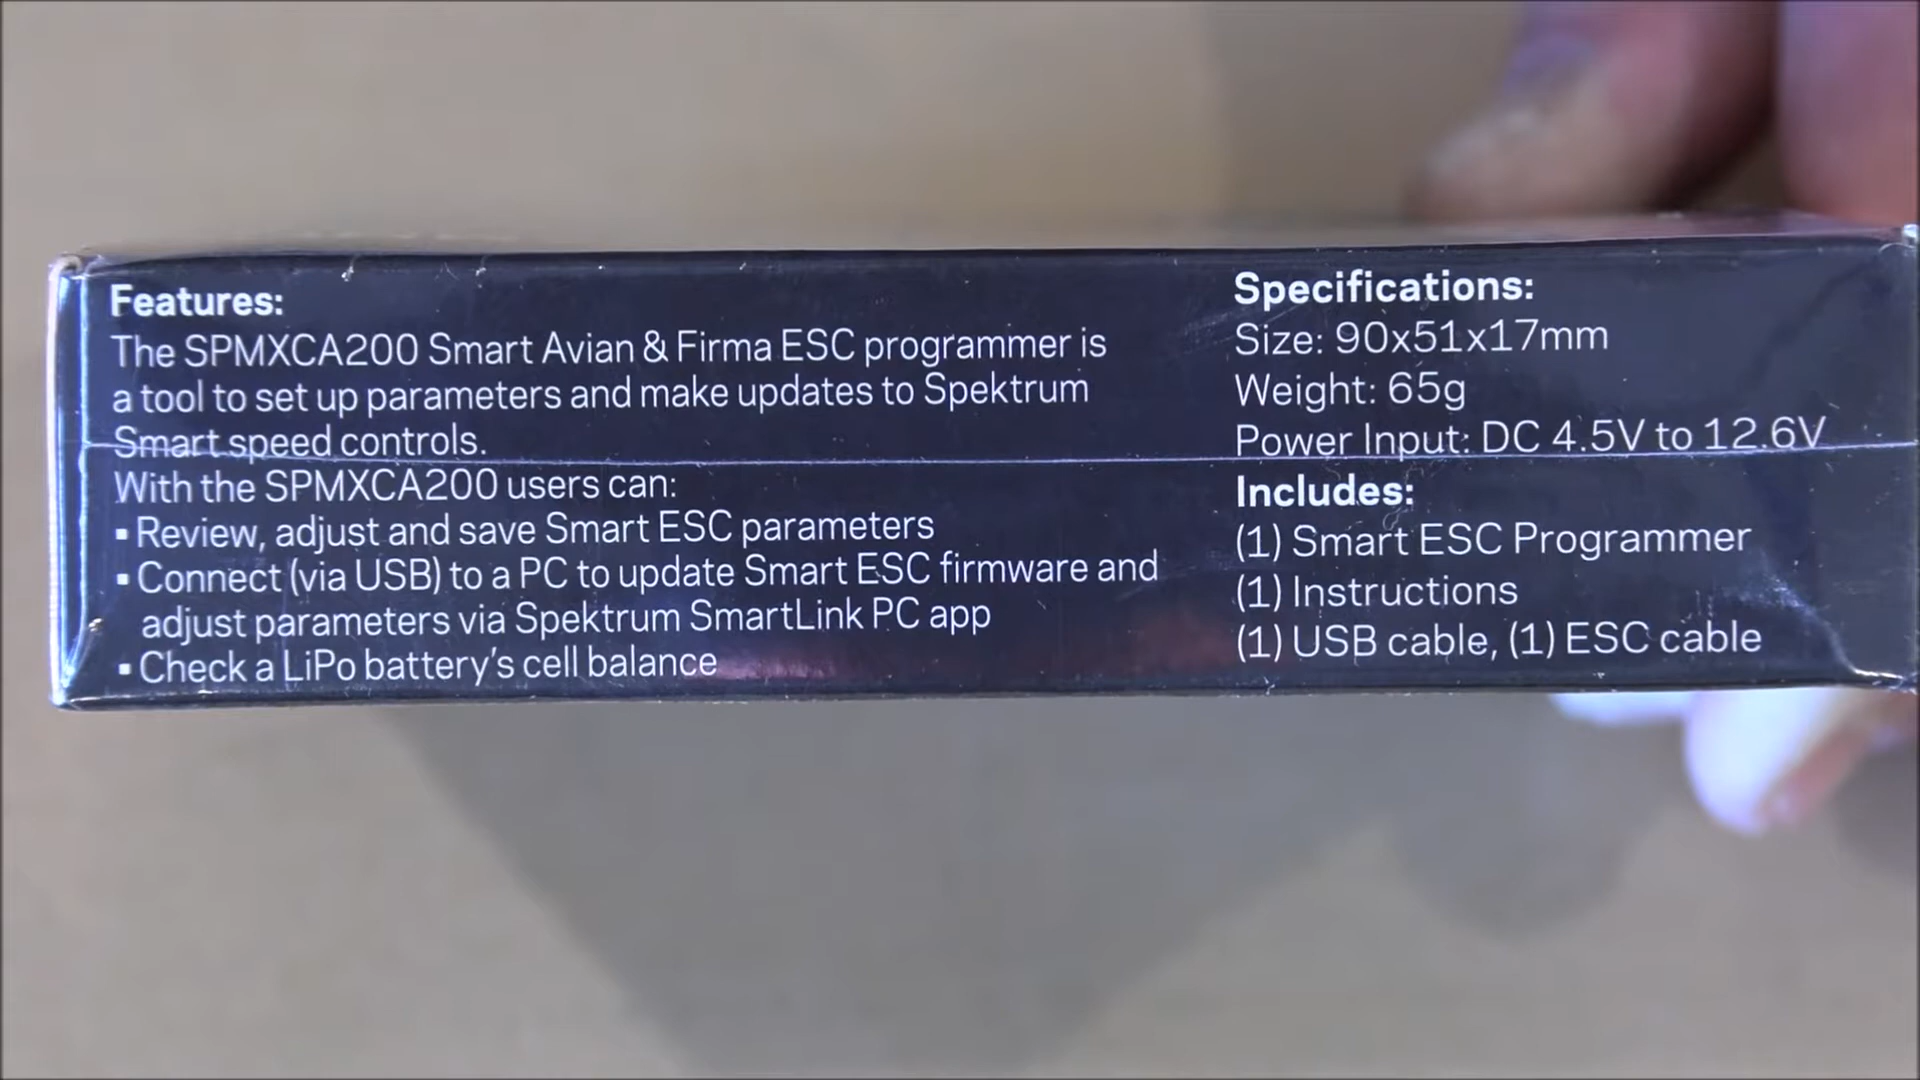 Features:
The SPMXCA200 Smart Avian & Firma ESC programmer is
a tool to set up parameters and make updates to Spektrum
Smart speed controls.
With the SPMXCA200 users can:
▪ Review, adjust and save Smart ESC parameters
▪ Connect (via USB) to a PC to update Smart ESC firmware and
adjust parameters via Spektrum SmartLink PC app
▪ Check a LiPo battery's cell balance
Specifications:
Size: 90x51x17mm
Weight: 65g
Power Input: DC 4.5V to 12.6V
Includes:
(1) Smart ESC Programmer
(1) Instructions
(1) USB cable, (1) ESC cable